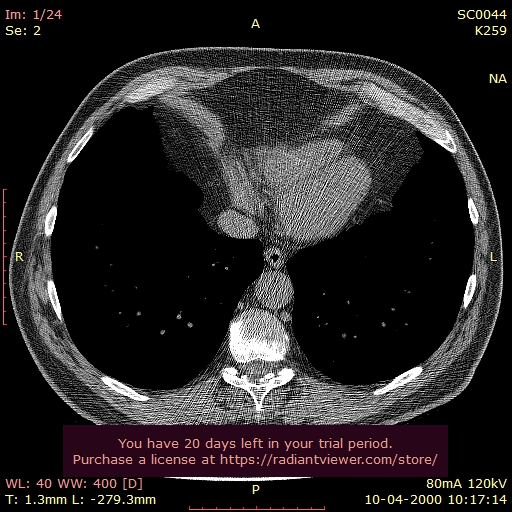 Im: 1/24
Se: 2
A
SC0044
K259
NA
R
L
You have 20 days left in your trial period.
Purchase a license at https://radiantviewer.com/store/
WL: 40 WW: 400 [D]
T: 1.3mm L: -279.3mm
P
80mA 120kV
10-04-2000 10:17:14